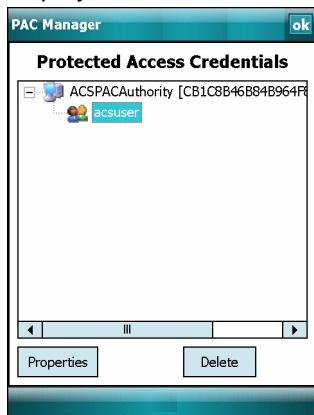 PAC Manager ok
Protected Access Credentials
ACSPACAuthority [CB1C8B46B84B964F
acsuser
Properties Delete